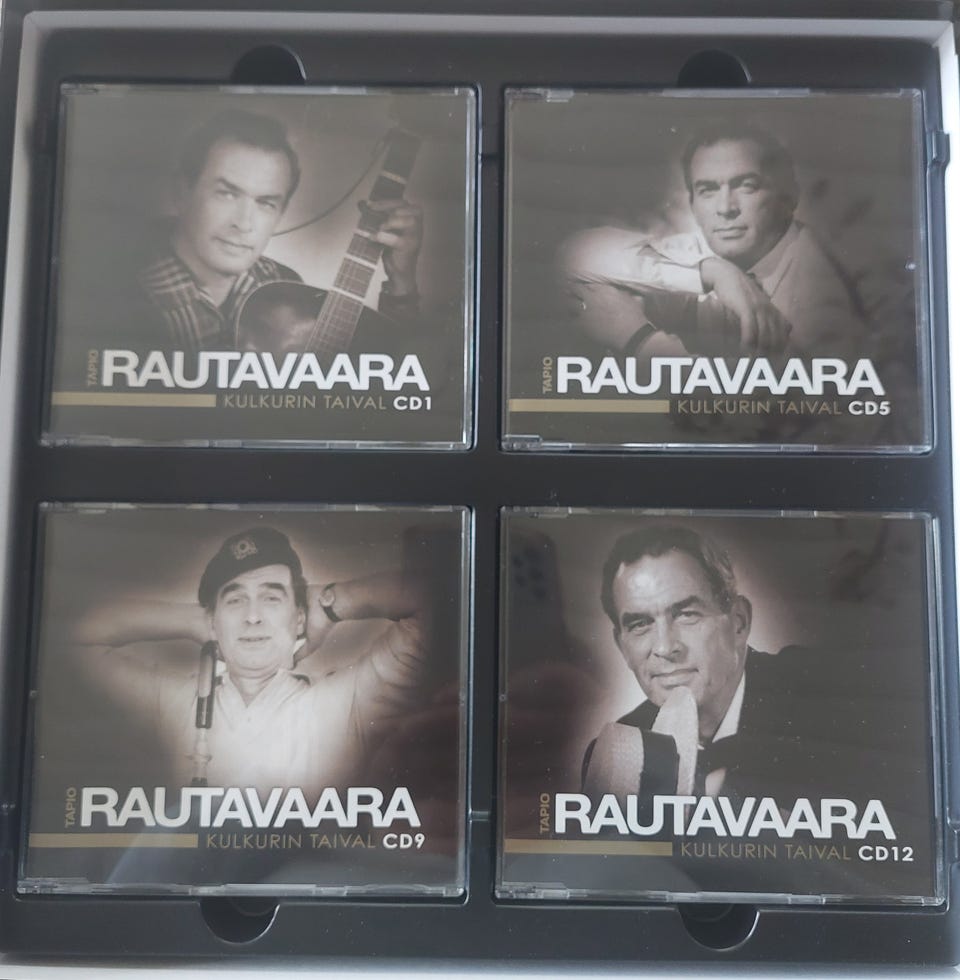 TAPIO RAUTAVAARA
KULKURIN TAIVAL CD1
TAPIO RAUTAVAARA
KULKURIN TAIVAL CD5
TAPIO RAUTAVAARA
KULKURIN TAIVAL CD9
TAPIO RAUTAVAARA
KULKURIN TAIVAL CD12